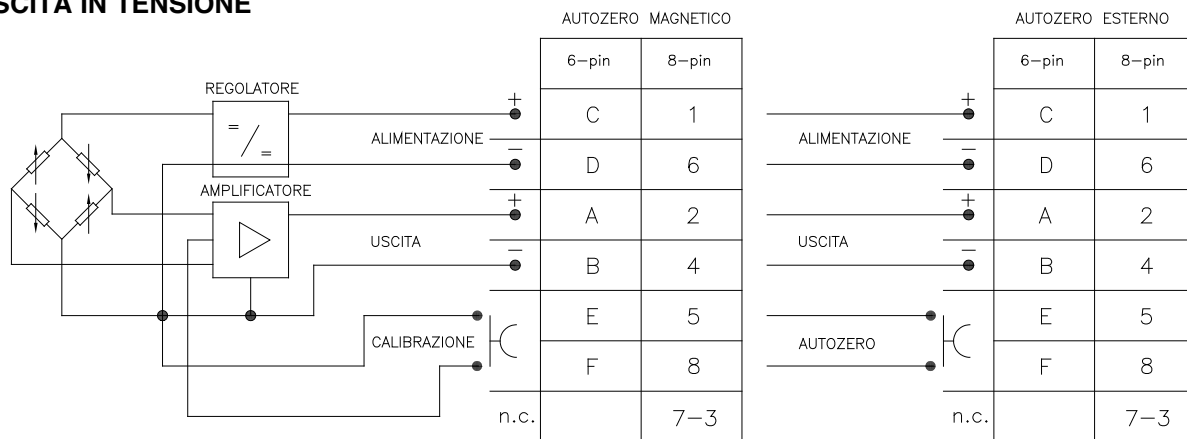 USCITA IN TENSIONE
AUTOZERO MAGNETICO
6-pin 8-pin
REGOLATORE
= / =
ALIMENTAZIONE
+ C 1
- D 6
AMPLIFICATORE
USCITA
+ A 2
- B 4
CALIBRAZIONE
E 5
F 8
n.c. 7-3
AUTOZERO ESTERNO
6-pin 8-pin
ALIMENTAZIONE
+ C 1
- D 6
USCITA
+ A 2
- B 4
AUTOZERO
E 5
F 8
n.c. 7-3